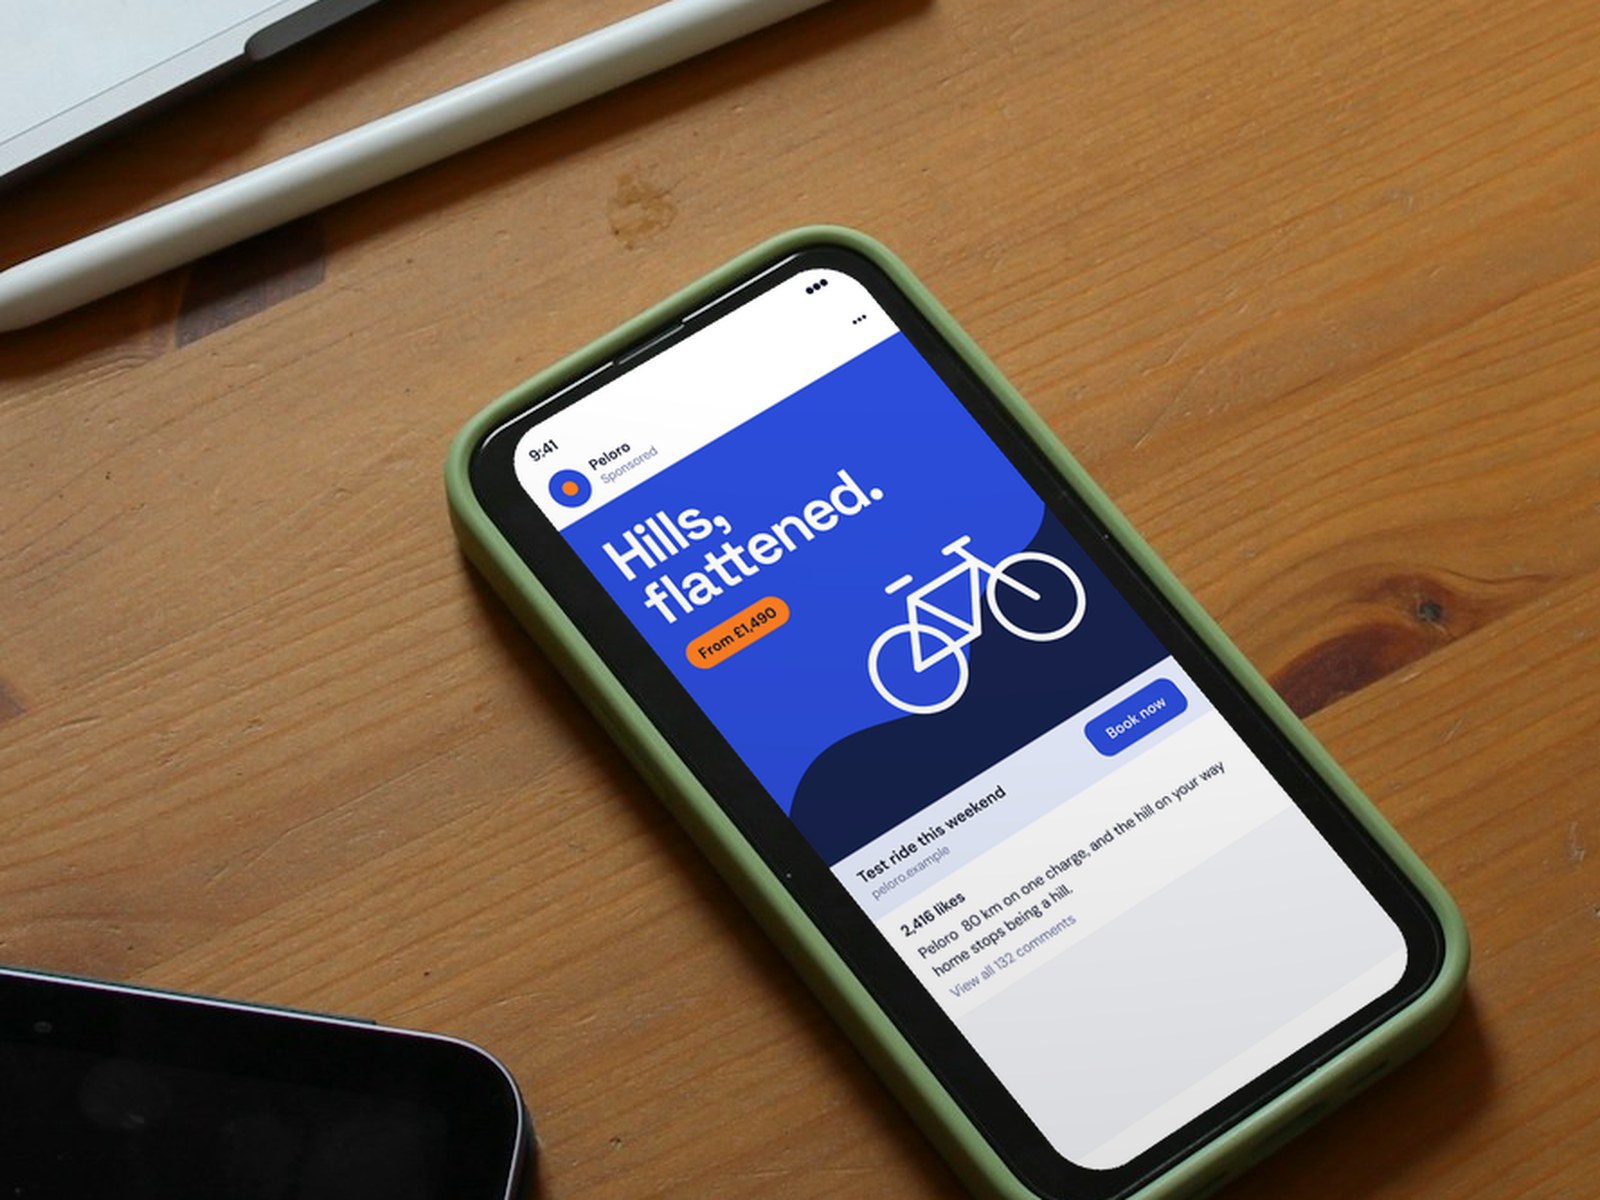 9:41
Peloro
Sponsored
Hills,
flattened.
From £1,490
Test ride this weekend
peloro.example
Book now
2,416 likes
Peloro 80 km on one charge, and the hill on your way
home stops being a hill.
View all 132 comments